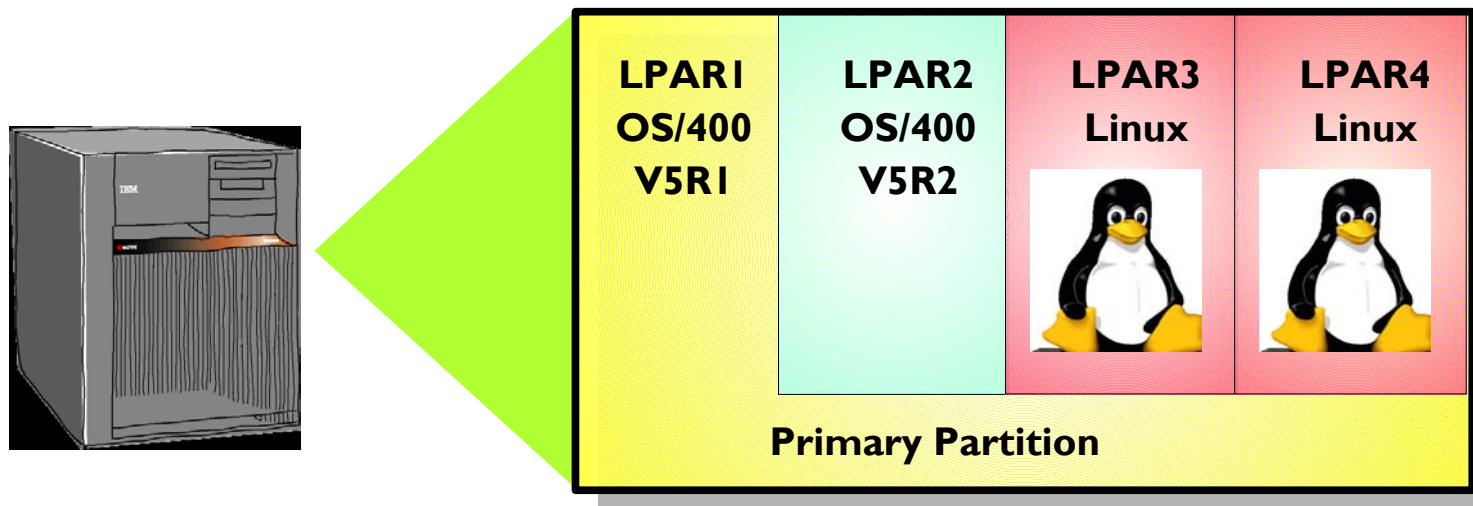 IBM
LPAR1
OS/400
V5R1
LPAR2
OS/400
V5R2
LPAR3
Linux
LPAR4
Linux
Primary Partition